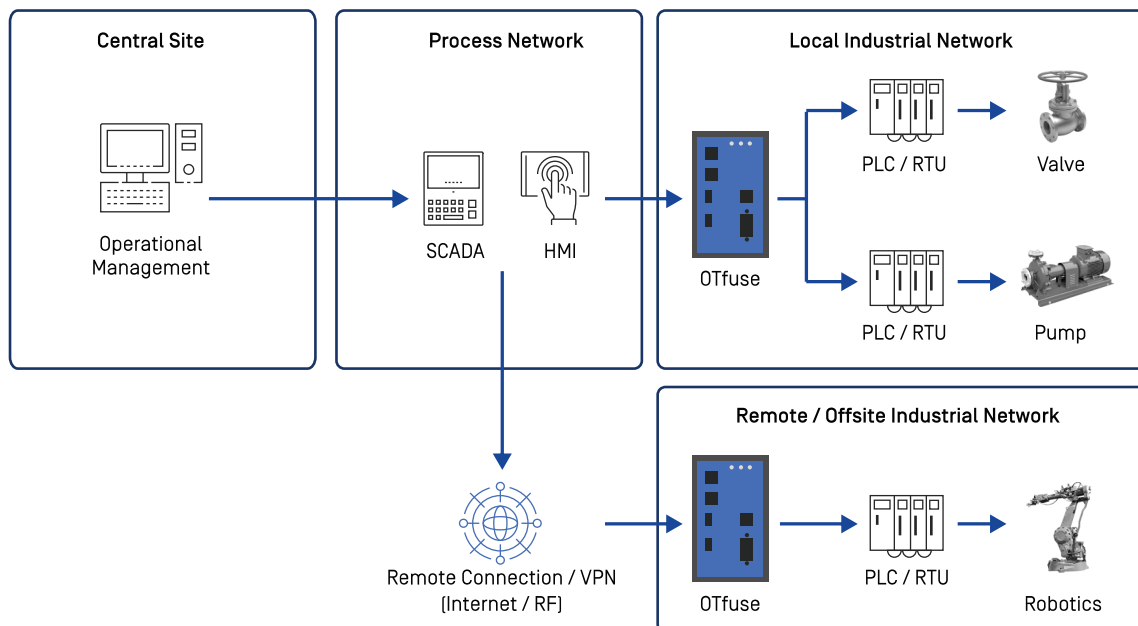 Central Site
Process Network
Local Industrial Network
Operational
Management
SCADA
HMI
OTfuse
PLC / RTU
Valve
PLC / RTU
Pump
Remote / Offsite Industrial Network
Remote Connection / VPN
(Internet / RF)
OTfuse
PLC / RTU
Robotics